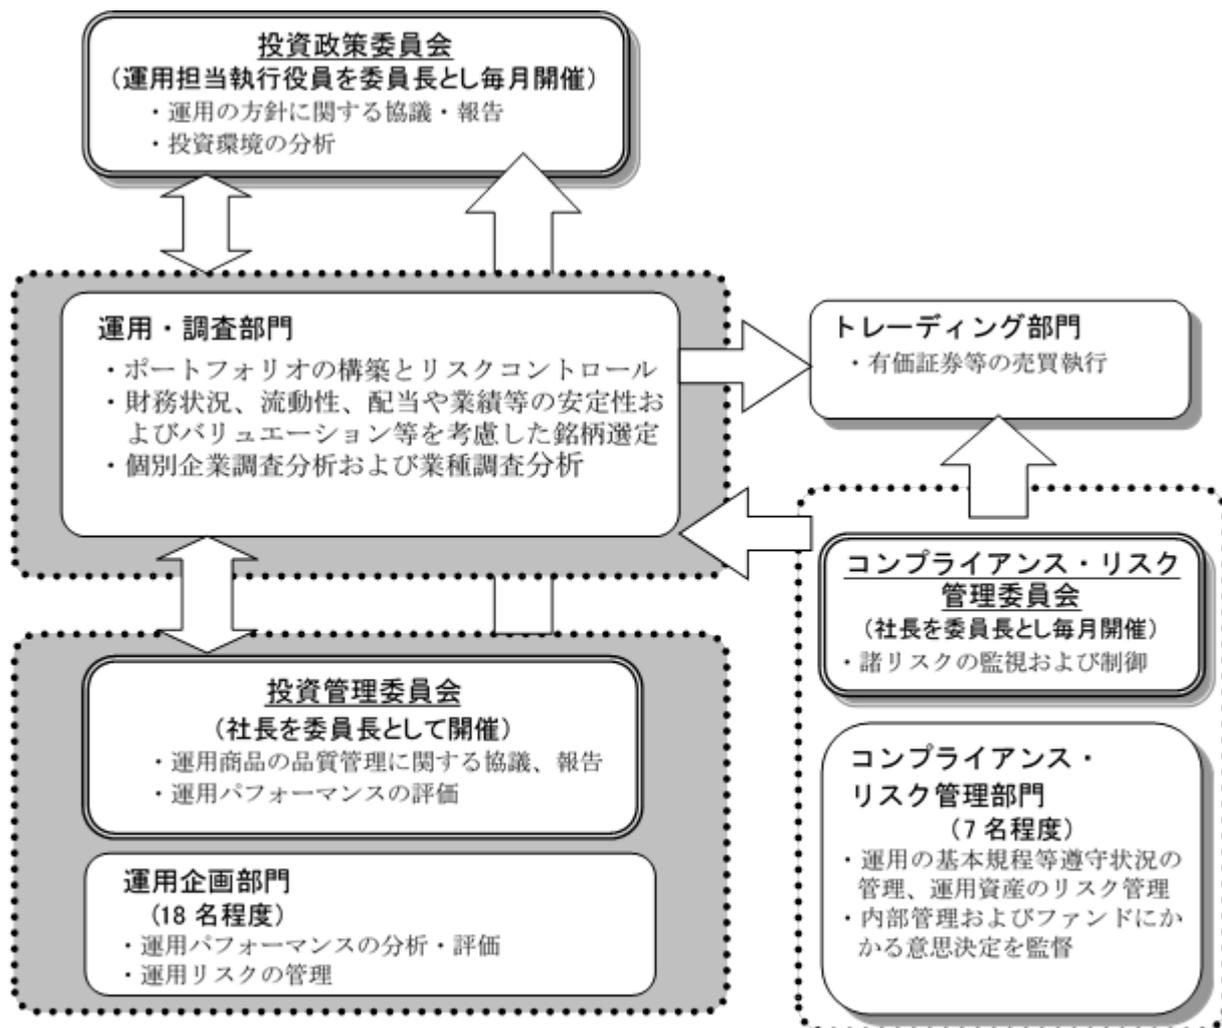 投資政策委員会
(運用担当執行役員を委員長とし毎月開催)
・運用の方針に関する協議・報告
・投資環境の分析
運用・調査部門
・ポートフォリオの構築とリスクコントロール
・財務状況、流動性、配当や業績等の安定性お
よびバリュエーション等を考慮した銘柄選定
・個別企業調査分析および業種調査分析
トレーディング部門
・有価証券等の売買執行
コンプライアンス・リスク
管理委員会
(社長を委員長とし毎月開催)
・諸リスクの監視および制御
投資管理委員会
(社長を委員長として開催)
・運用商品の品質管理に関する協議、報告
・運用パフォーマンスの評価
運用企画部門
(18 名程度)
・運用パフォーマンスの分析・評価
・運用リスクの管理
コンプライアンス・
リスク管理部門
(7 名程度)
・運用の基本規程等遵守状況の
管理、運用資産のリスク管理
・内部管理およびファンドにか
かる意思決定を監督